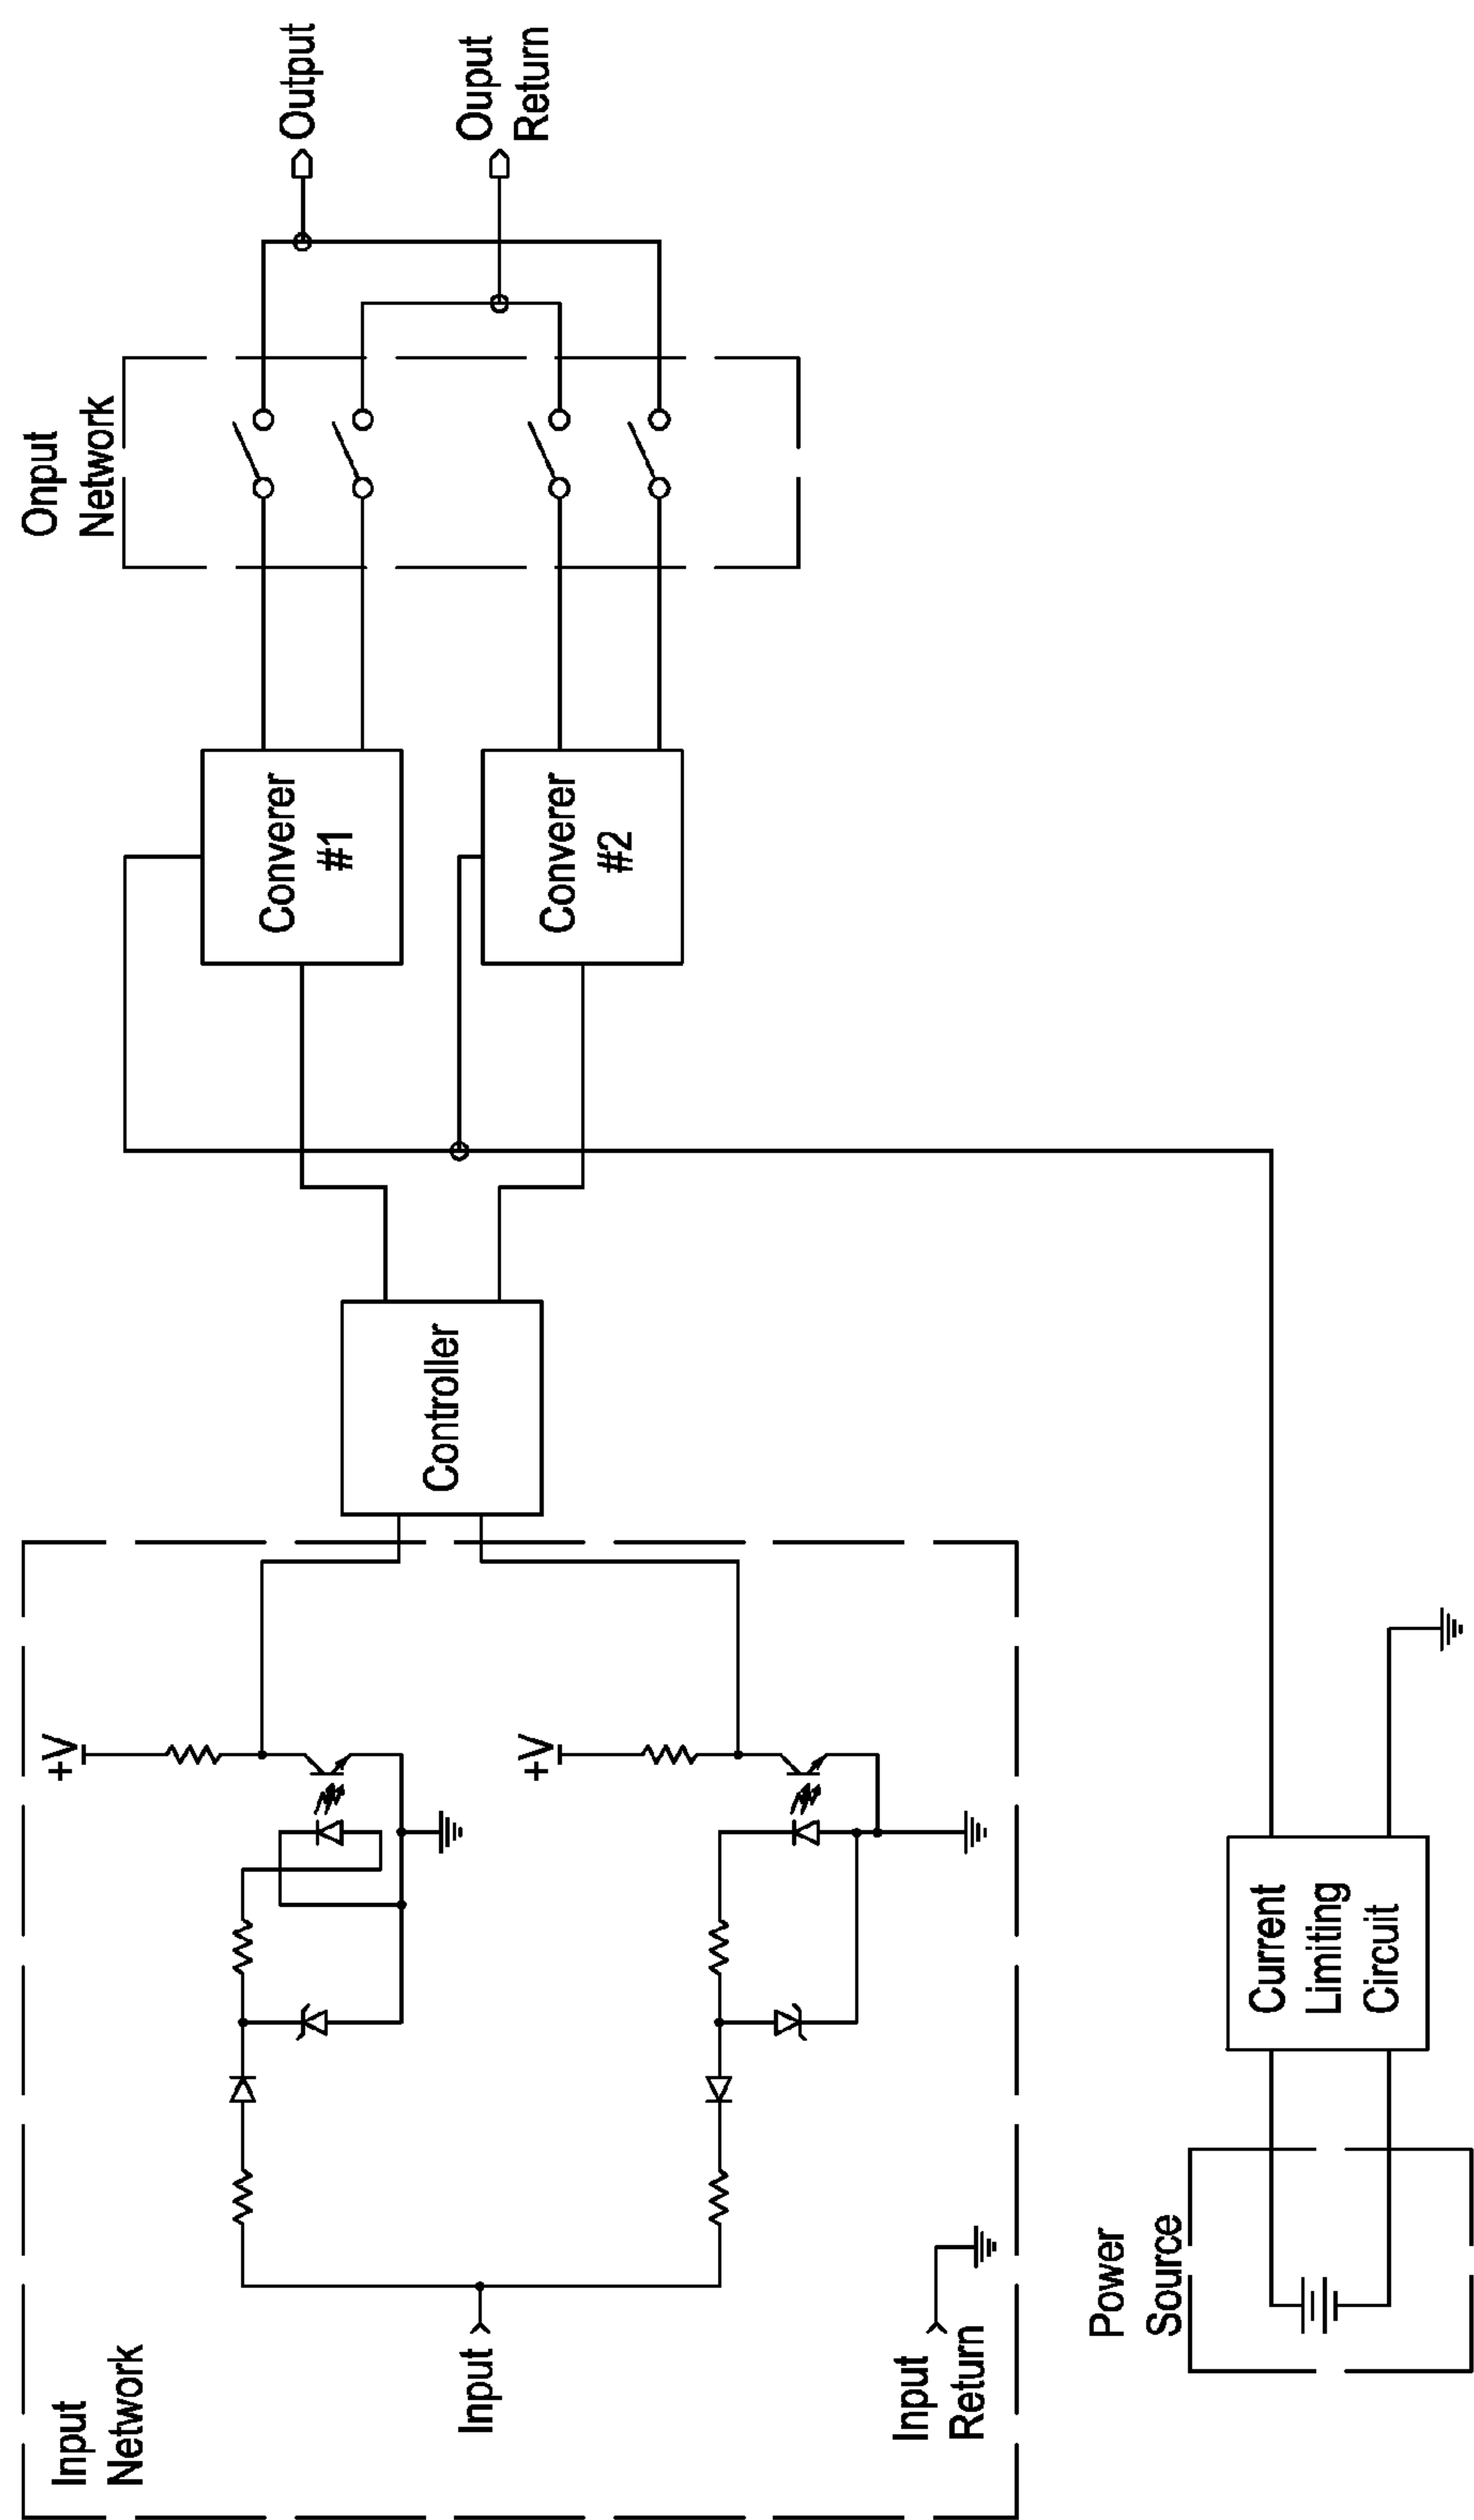 Input
Network
Input
Input
Return
+V
+V
Controller
Converer
#1
Converer
#2
Onput
Network
Output
Ouput
Return
Power
Source
Current
Limiting
Circuit